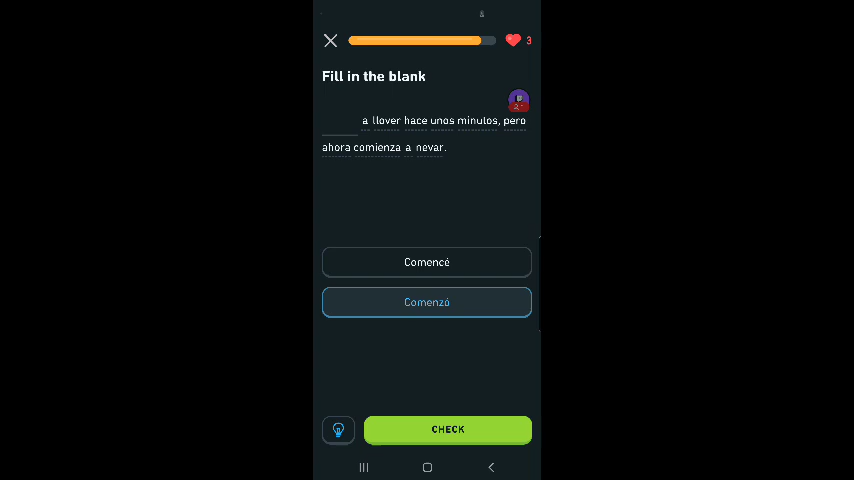 3
Fill in the blank
a llover hace unos minutos, pero
ahora comienza a nevar.
Comencé
Comenzó
CHECK